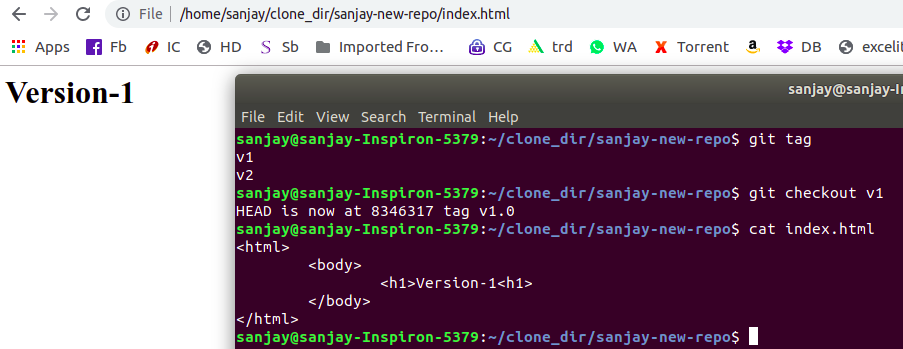 File | /home/sanjay/clone_dir/sanjay-new-repo/index.html
Apps Fb IC HD Sb Imported Fro… CG trd WA Torrent DB excelit
Version-1
sanjay@sanjay-I
File Edit View Search Terminal Help
sanjay@sanjay-Inspiron-5379:~/clone_dir/sanjay-new-repo$ git tag
v1
v2
sanjay@sanjay-Inspiron-5379:~/clone_dir/sanjay-new-repo$ git checkout v1
HEAD is now at 8346317 tag v1.0
sanjay@sanjay-Inspiron-5379:~/clone_dir/sanjay-new-repo$ cat index.html
<html>
<body>
<h1>Version-1<h1>
</body>
</html>
sanjay@sanjay-Inspiron-5379:~/clone_dir/sanjay-new-repo$